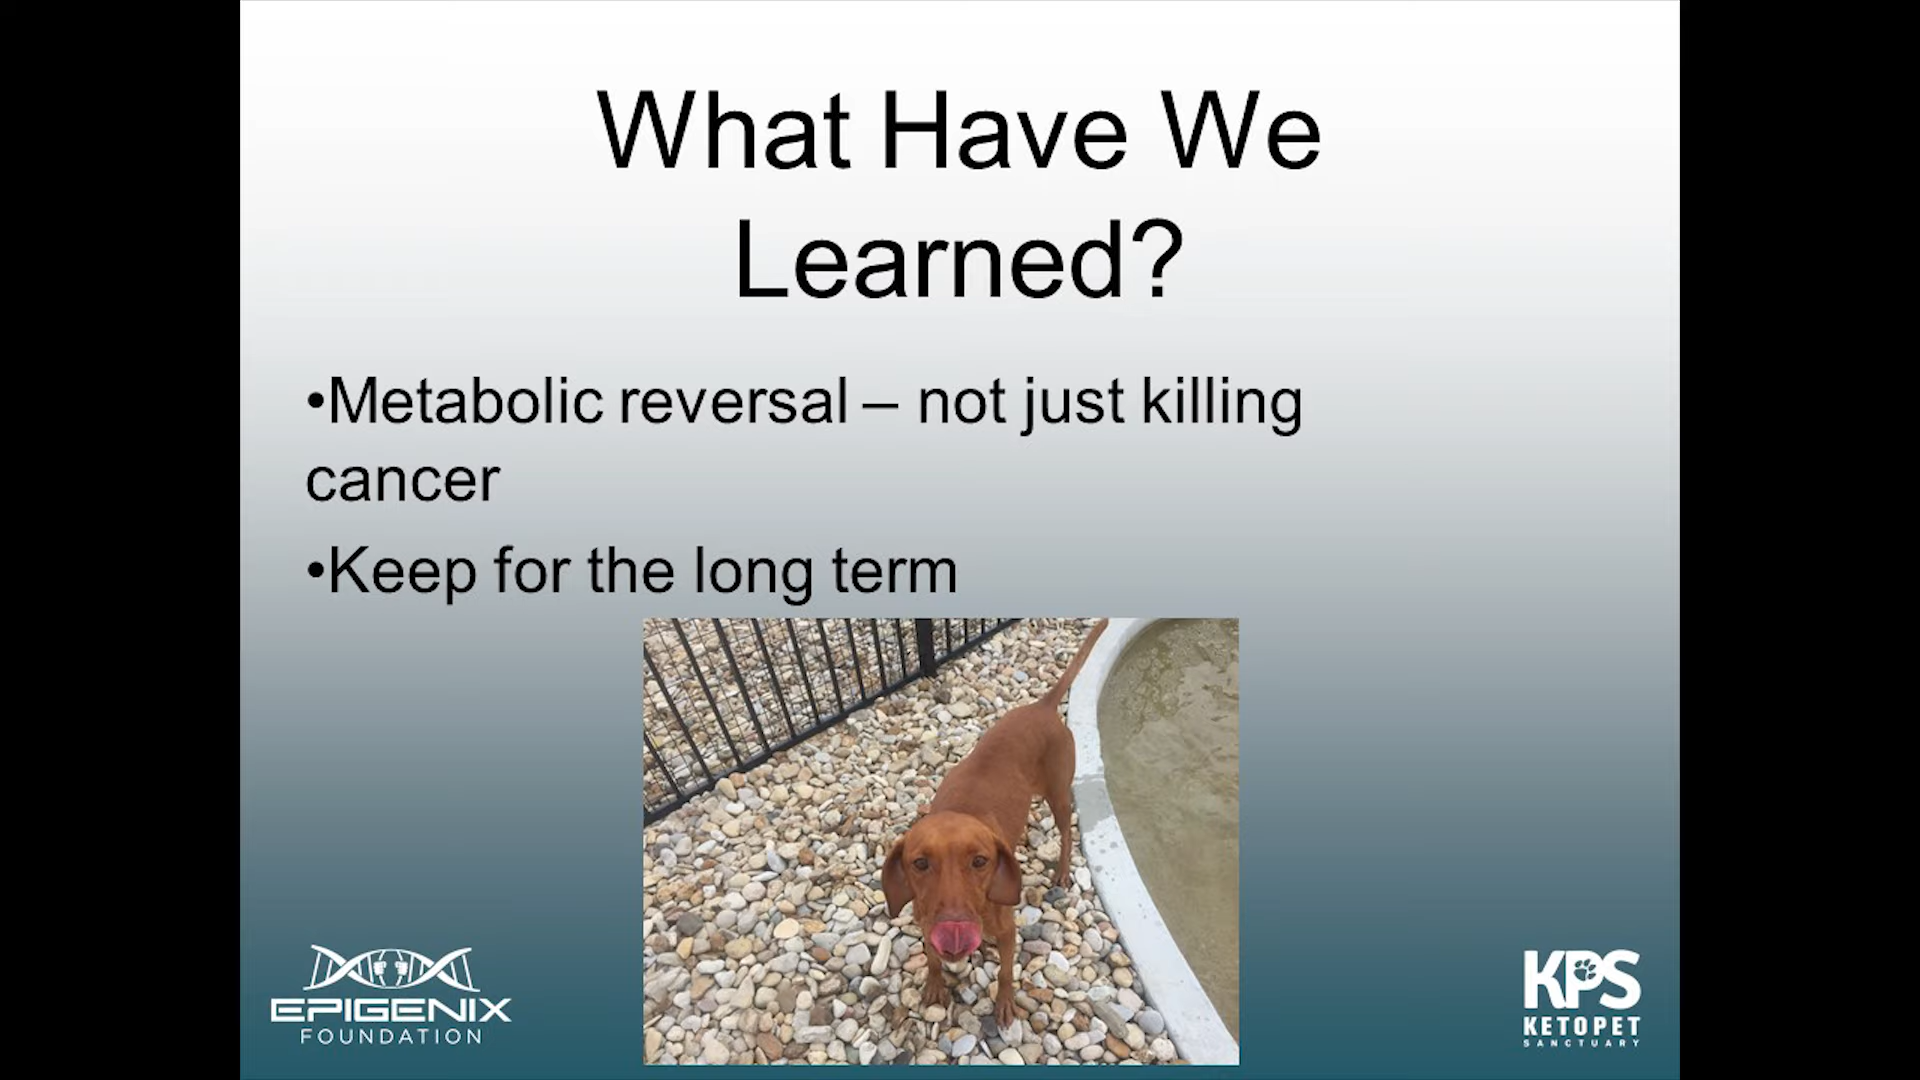 What Have We
Learned?
•Metabolic reversal – not just killing
cancer
•Keep for the long term
EPIGENIX
FOUNDATION
KPS
KETOPET
SANCTUARY